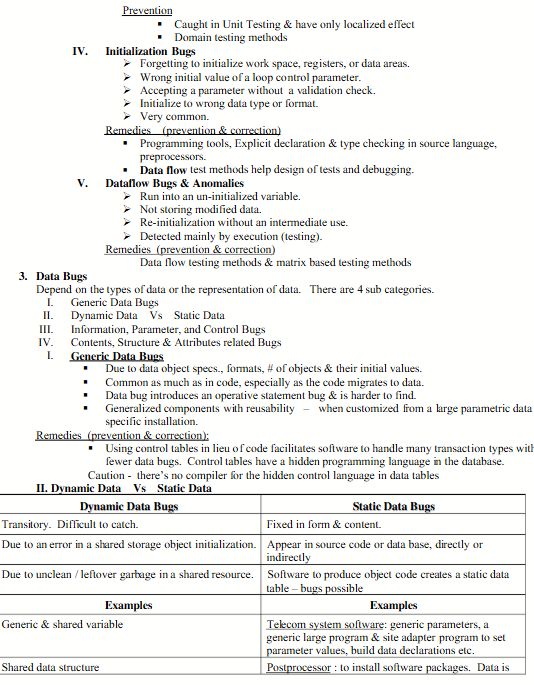 Prevention
▪ Caught in Unit Testing & have only localized effect
▪ Domain testing methods
IV. Initialization Bugs
➢ Forgetting to initialize work space, registers, or data areas.
➢ Wrong initial value of a loop control parameter.
➢ Accepting a parameter without a validation check.
➢ Initialize to wrong data type or format.
➢ Very common.
Remedies (prevention & correction)
▪ Programming tools, Explicit declaration & type checking in source language,
preprocessors.
▪ Data flow test methods help design of tests and debugging.
V. Dataflow Bugs & Anomalies
➢ Run into an un-initialized variable.
➢ Not storing modified data.
➢ Re-initialization without an intermediate use.
➢ Detected mainly by execution (testing).
Remedies (prevention & correction)
Data flow testing methods & matrix based testing methods
3. Data Bugs
Depend on the types of data or the representation of data. There are 4 sub categories.
I. Generic Data Bugs
II. Dynamic Data Vs Static Data
III. Information, Parameter, and Control Bugs
IV. Contents, Structure & Attributes related Bugs
I. Generic Data Bugs
▪ Due to data object specs., formats, # of objects & their initial values.
▪ Common as much as in code, especially as the code migrates to data.
▪ Data bug introduces an operative statement bug & is harder to find.
▪ Generalized components with reusability – when customized from a large parametric data
specific installation.
Remedies (prevention & correction):
▪ Using control tables in lieu of code facilitates software to handle many transaction types with
fewer data bugs. Control tables have a hidden programming language in the database.
Caution - there's no compiler for the hidden control language in data tables
II. Dynamic Data Vs Static Data
Dynamic Data Bugs Static Data Bugs
Transitory. Difficult to catch. Fixed in form & content.
Due to an error in a shared storage object initialization. Appear in source code or data base, directly or
indirectly
Due to unclean / leftover garbage in a shared resource. Software to produce object code creates a static data
table – bugs possible
Examples Examples
Generic & shared variable Telecom system software: generic parameters, a
generic large program & site adapter program to set
parameter values, build data declarations etc.
Shared data structure Postprocessor : to install software packages. Data is